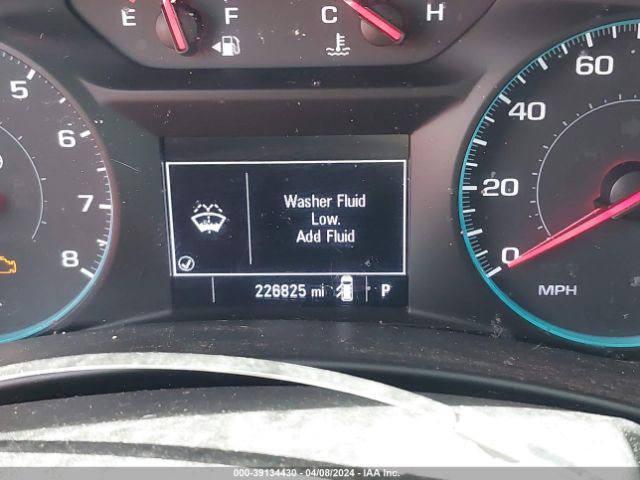 E F C H
5
6
7
8
60
40
20
0
MPH
Washer Fluid
Low.
Add Fluid
226825 mi P
000-39134430 - 04/08/2024 - IAA Inc.